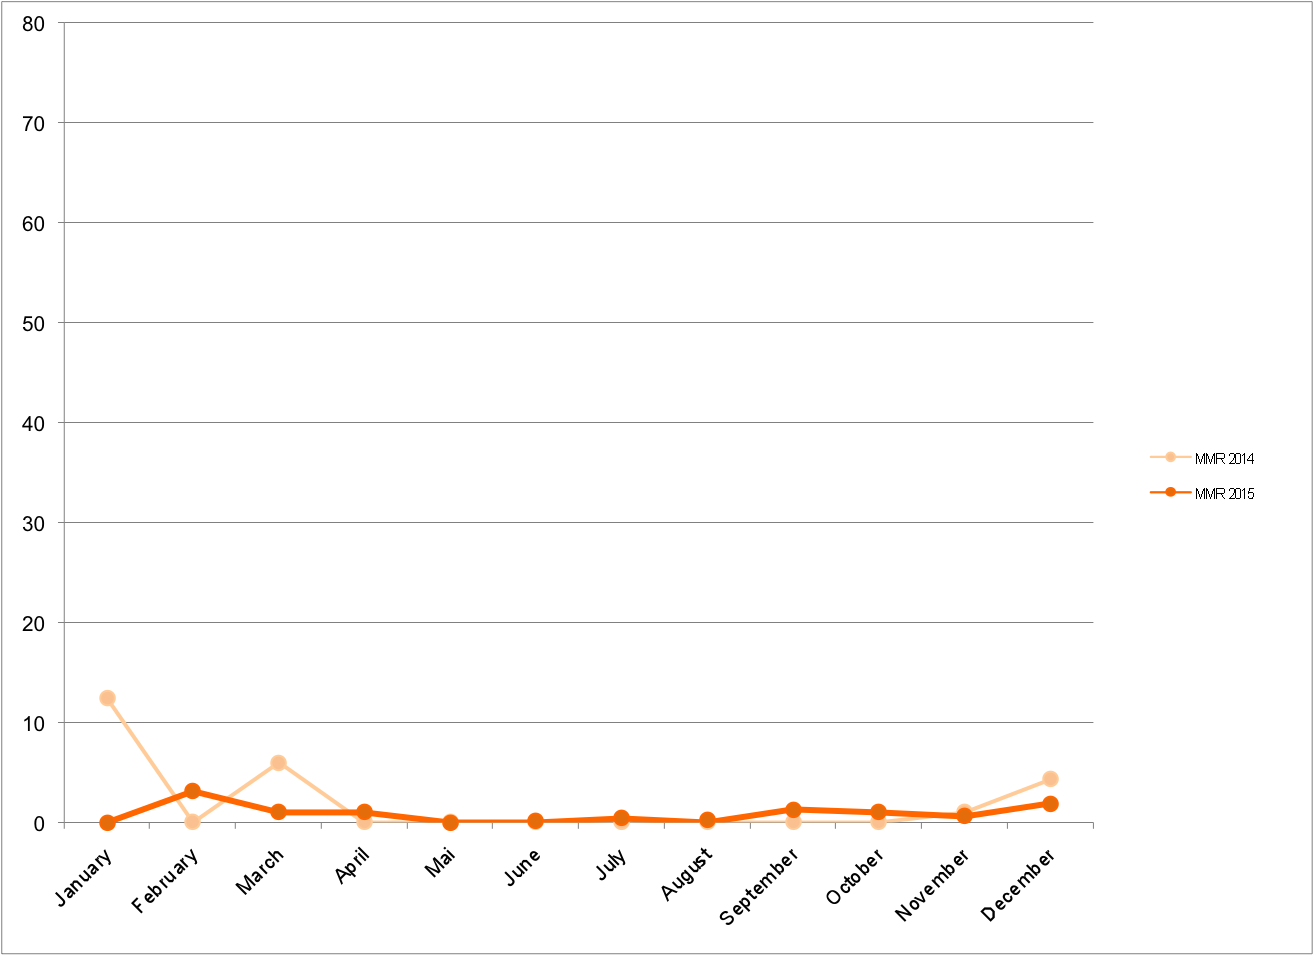 80
70
60
50
40
30
20
10
0
January
February
March
April
Mai
June
July
August
September
October
November
December
MMR 2014
MMR 2015